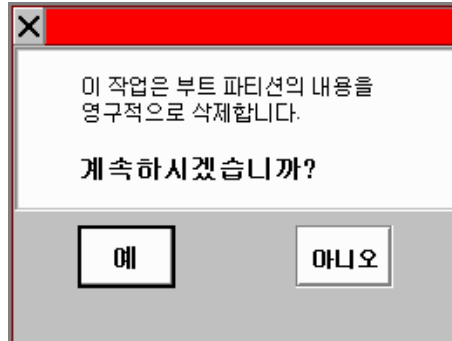 이 작업은 부트 파티션의 내용을
영구적으로 삭제합니다.
계속하시겠습니까?
예
아니오